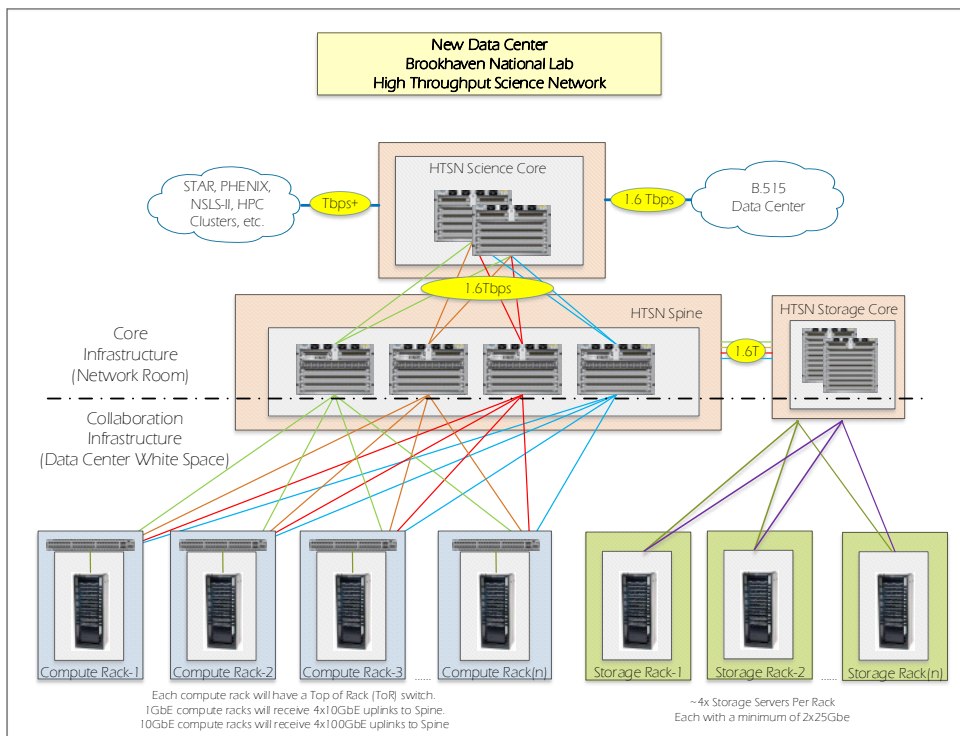 New Data Center
Brookhaven National Lab
High Throughput Science Network
HTSN Science Core
STAR, PHENIX,
NSLS-II, HPC
Clusters, etc.
Tbps+
1.6 Tbps
B.515
Data Center
1.6Tbps
HTSN Spine
HTSN Storage Core
1.6T
Core
Infrastructure
(Network Room)
Collaboration
Infrastructure
(Data Center White Space)
Compute Rack-1
Compute Rack-2
Compute Rack-3
......
Compute Rack(n)
Storage Rack-1
Storage Rack-2
......
Storage Rack(n)
Each compute rack will have a Top of Rack (ToR) switch.
1GbE compute racks will receive 4x10GbE uplinks to Spine.
10GbE compute racks will receive 4x100GbE uplinks to Spine
~4x Storage Servers Per Rack
Each with a minimum of 2x25Gbe